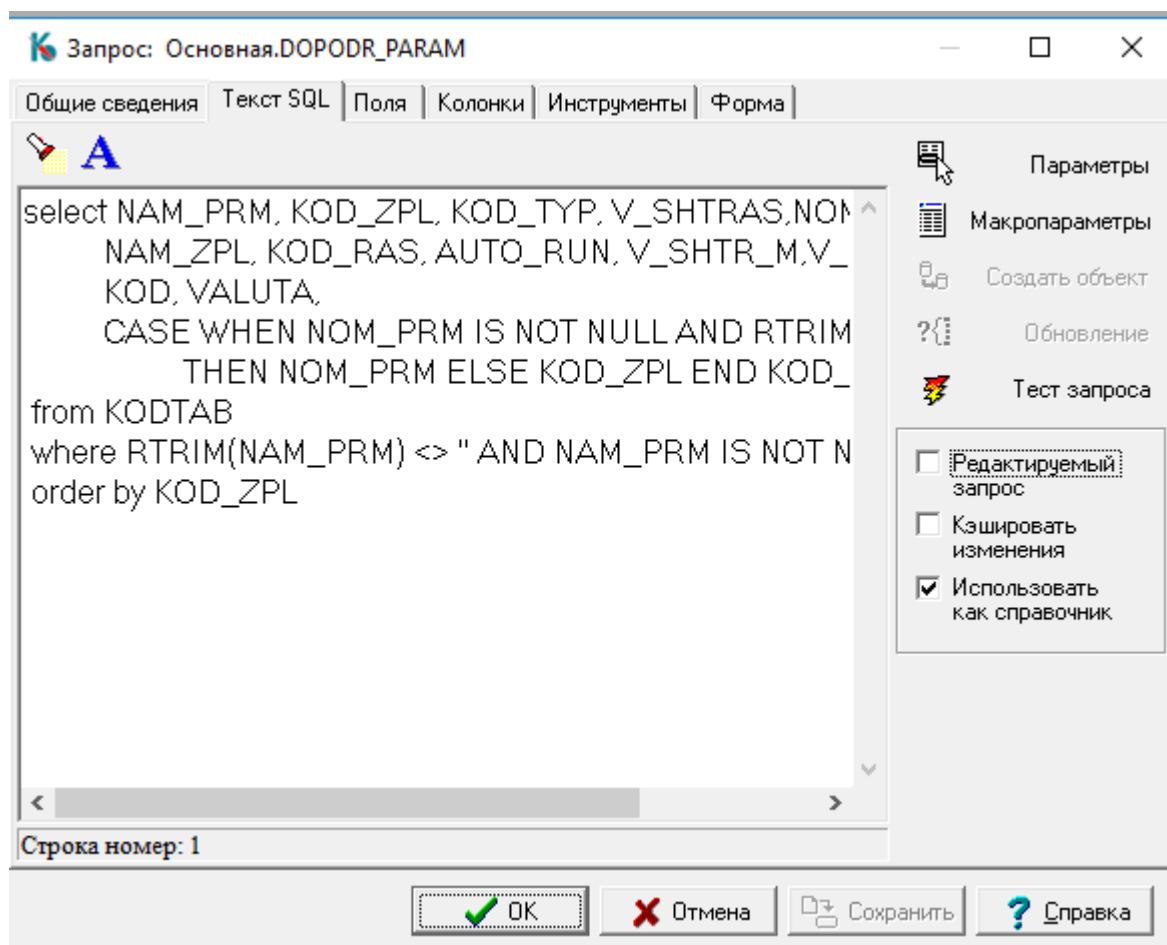 Запрос: Основная.DOPODR_PARAM
Общие сведения Текст SQL Поля Колонки Инструменты Форма
A
select NAM_PRM, KOD_ZPL, KOD_TYP, V_SHTRAS,NOM
NAM_ZPL, KOD_RAS, AUTO_RUN, V_SHTR_M,V_
KOD, VALUTA,
CASE WHEN NOM_PRM IS NOT NULL AND RTRIM
THEN NOM_PRM ELSE KOD_ZPL END KOD_
from KODTAB
where RTRIM(NAM_PRM) <> '' AND NAM_PRM IS NOT N
order by KOD_ZPL
Строка номер: 1
Параметры
Макропараметры
Создать объект
Обновление
Тест запроса
Редактируемый
запрос
Кэшировать
изменения
Использовать
как справочник
OK Отмена Сохранить Справка